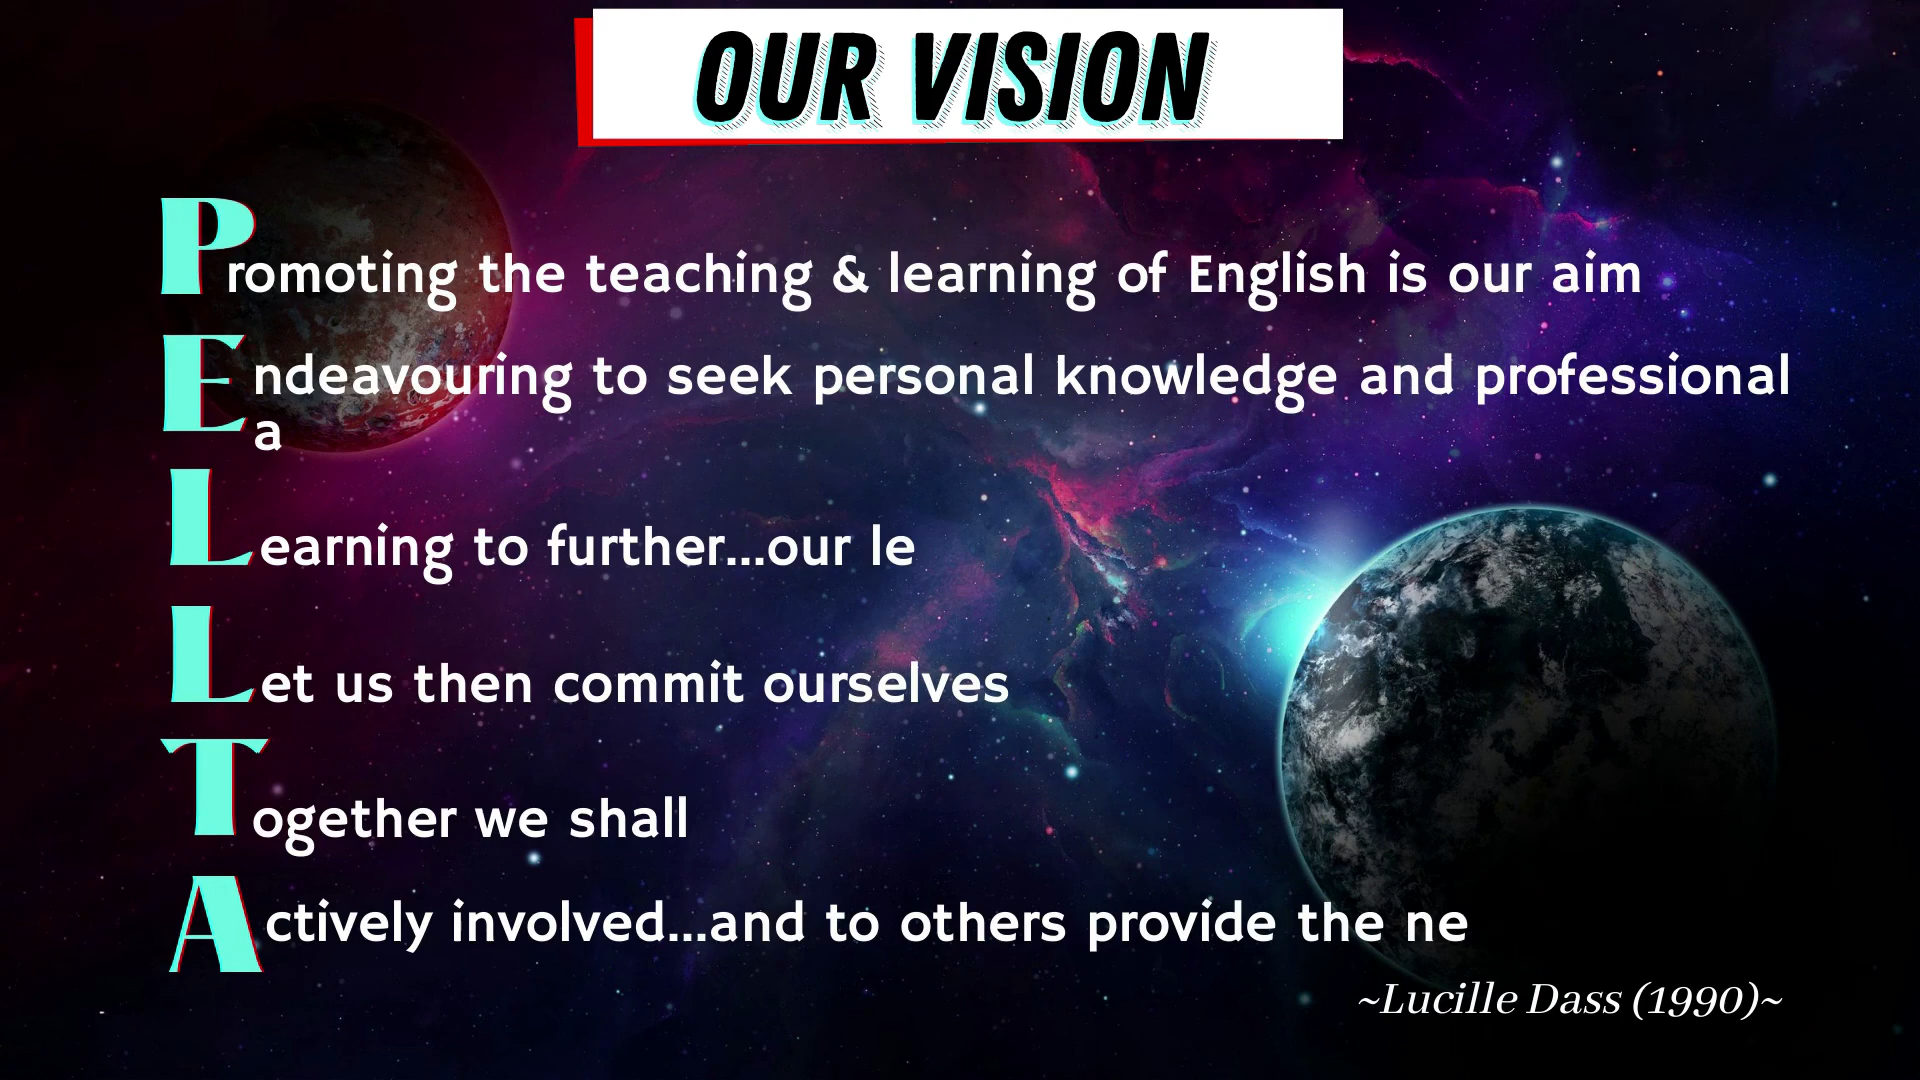 OUR VISION
Promoting the teaching & learning of English is our aim
Endeavouring to seek personal knowledge and professional
a
Learning to further...our le
Let us then commit ourselves
Together we shall
Actively involved...and to others provide the ne
~Lucille Dass (1990)~